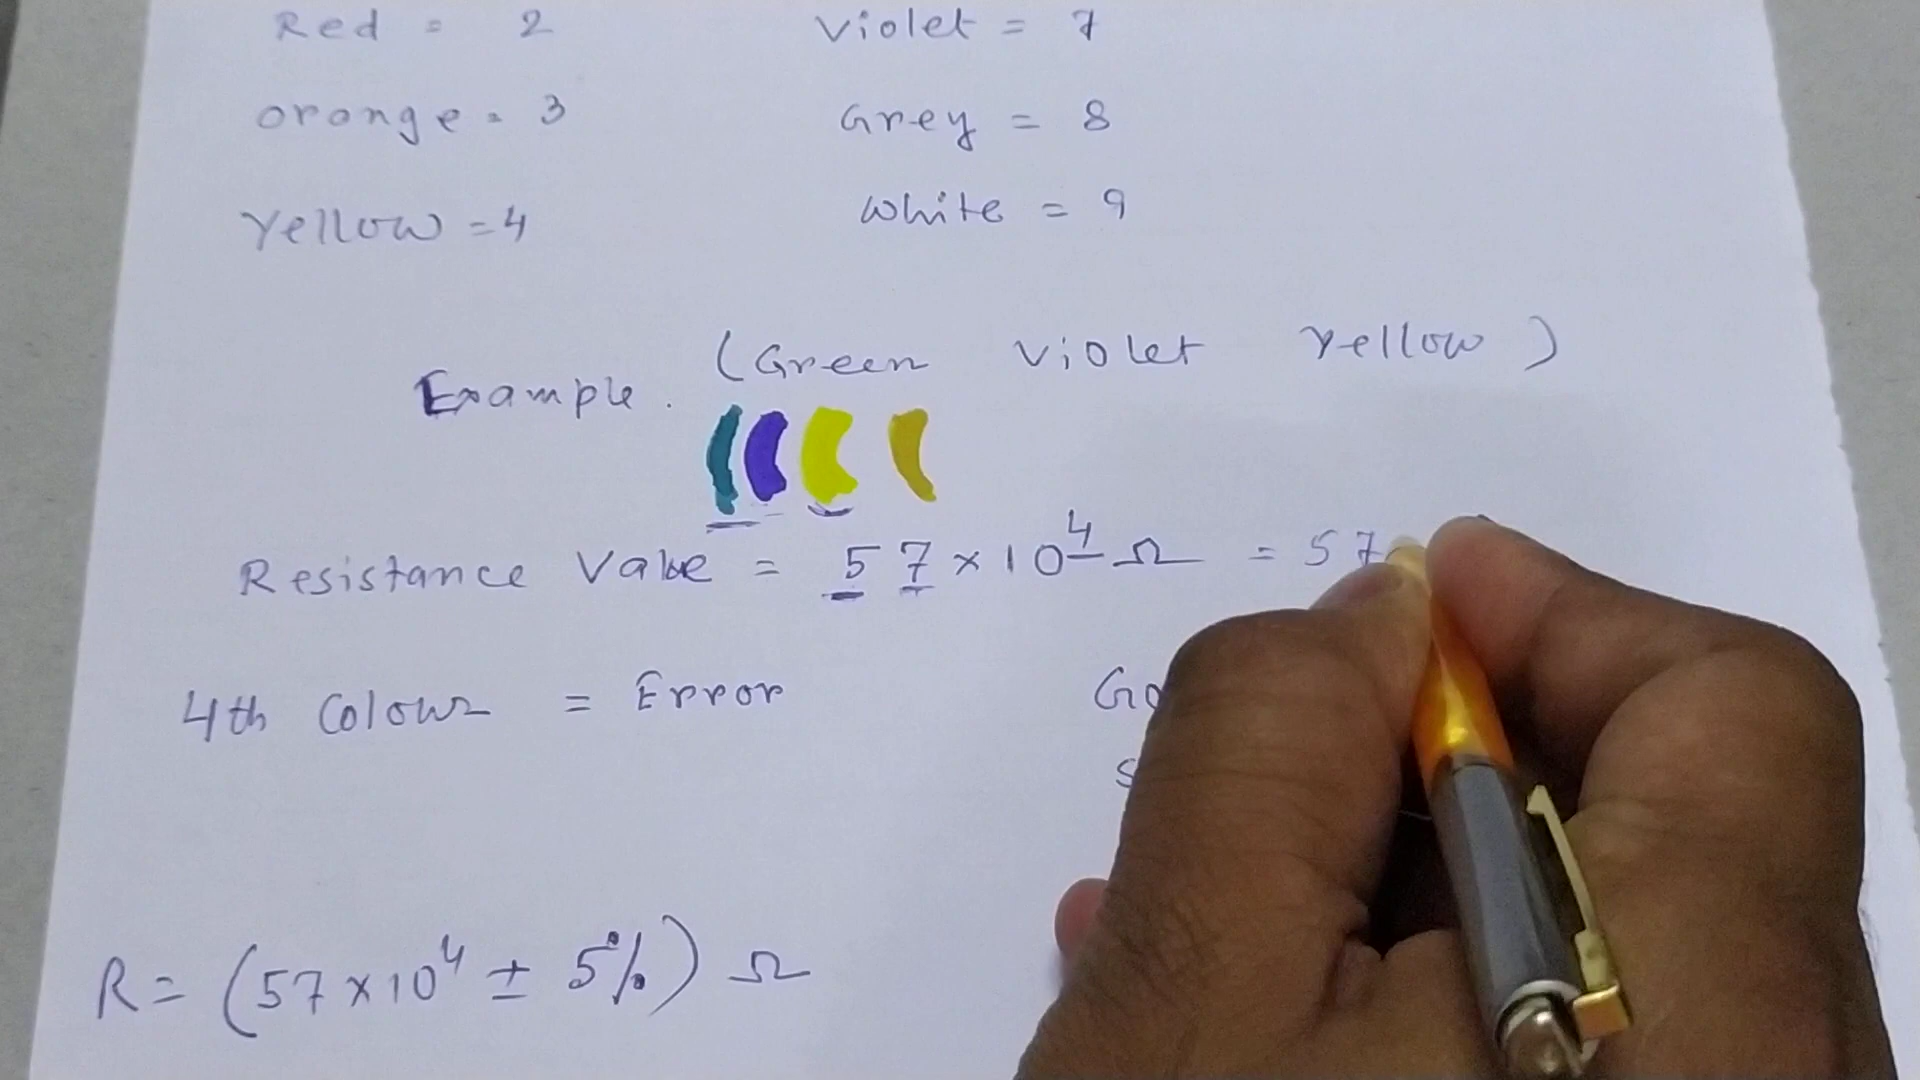 Red = 2 Violet = 7
Orange = 3 Grey = 8
Yellow = 4 White = 9
(Green Violet Yellow)
Example.
Resistance Value = 57 × 10⁴ Ω = 57
4th Colour = Error
R = (57 × 10⁴ ± 5%) Ω